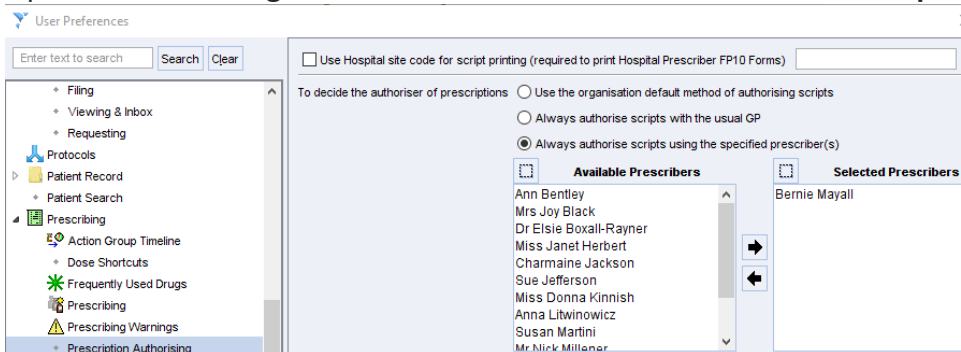 User Preferences
Enter text to search Search Clear
Filing
Viewing & Inbox
Requesting
Protocols
Patient Record
Patient Search
Prescribing
Action Group Timeline
Dose Shortcuts
Frequently Used Drugs
Prescribing
Prescribing Warnings
Prescription Authorising
Use Hospital site code for script printing (required to print Hospital Prescriber FP10 Forms)
To decide the authoriser of prescriptions Use the organisation default method of authorising scripts
Always authorise scripts with the usual GP
Always authorise scripts using the specified prescriber(s)
Available Prescribers
Ann Bentley
Mrs Joy Black
Dr Elsie Boxall-Rayner
Miss Janet Herbert
Charmaine Jackson
Sue Jefferson
Miss Donna Kinnish
Anna Litwinowicz
Susan Martini
Mr Nick Millener
Selected Prescribers
Bernie Mayall